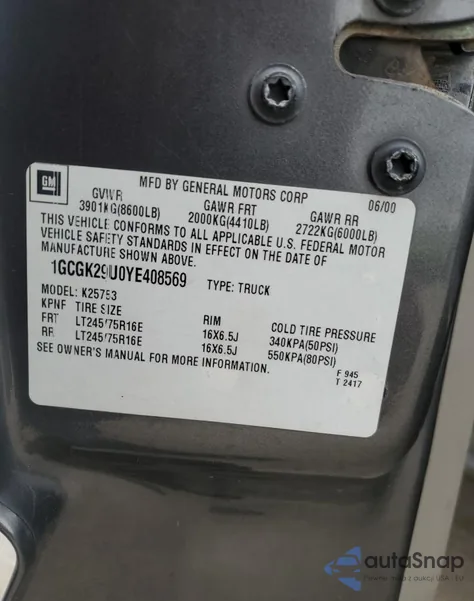 GM
MFD BY GENERAL MOTORS CORP 06/00
GVWR GAWR FRT GAWR RR
3901KG(8600LB) 2000KG(4410LB) 2722KG(6000LB)
THIS VEHICLE CONFORMS TO ALL APPLICABLE U.S. FEDERAL MOTOR
VEHICLE SAFETY STANDARDS IN EFFECT ON THE DATE OF
MANUFACTURE SHOWN ABOVE.
1GCGK29U0YE408569 TYPE: TRUCK
MODEL: K25753
KPNF TIRE SIZE RIM COLD TIRE PRESSURE
FRT LT245/75R16E 16X6.5J 340KPA(50PSI)
RR LT245/75R16E 16X6.5J 550KPA(80PSI)
SEE OWNER'S MANUAL FOR MORE INFORMATION.
F 945
T 2417
autoSnap